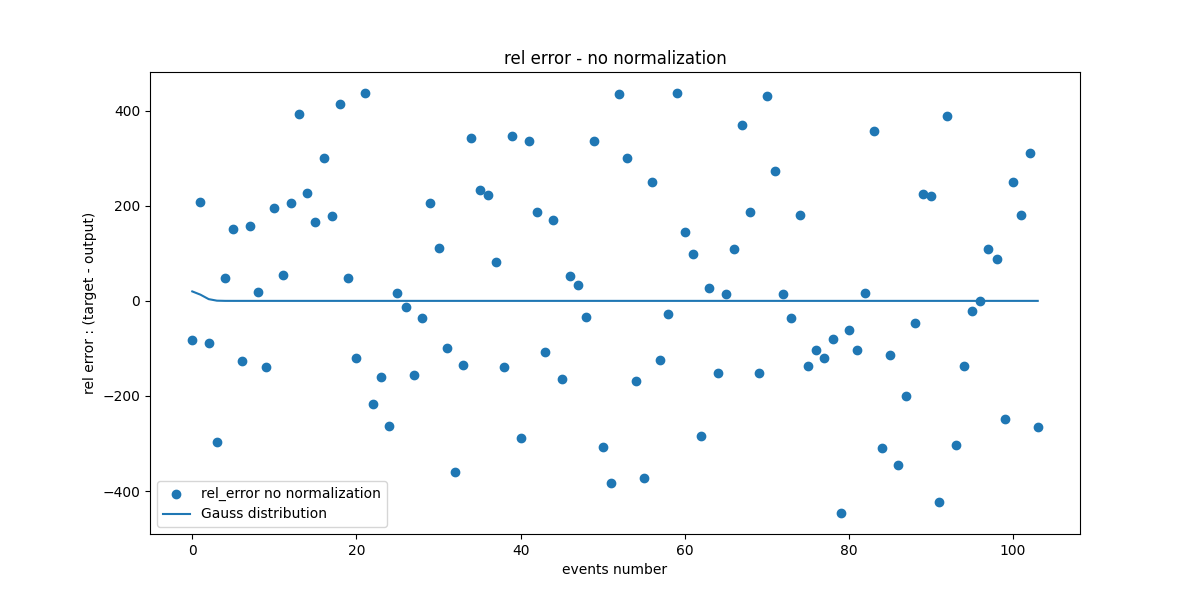 rel error - no normalization
rel error : (target - output)
400
200
0
−200
−400
rel_error no normalization
Gauss distribution
0
20
40
60
80
100
events number